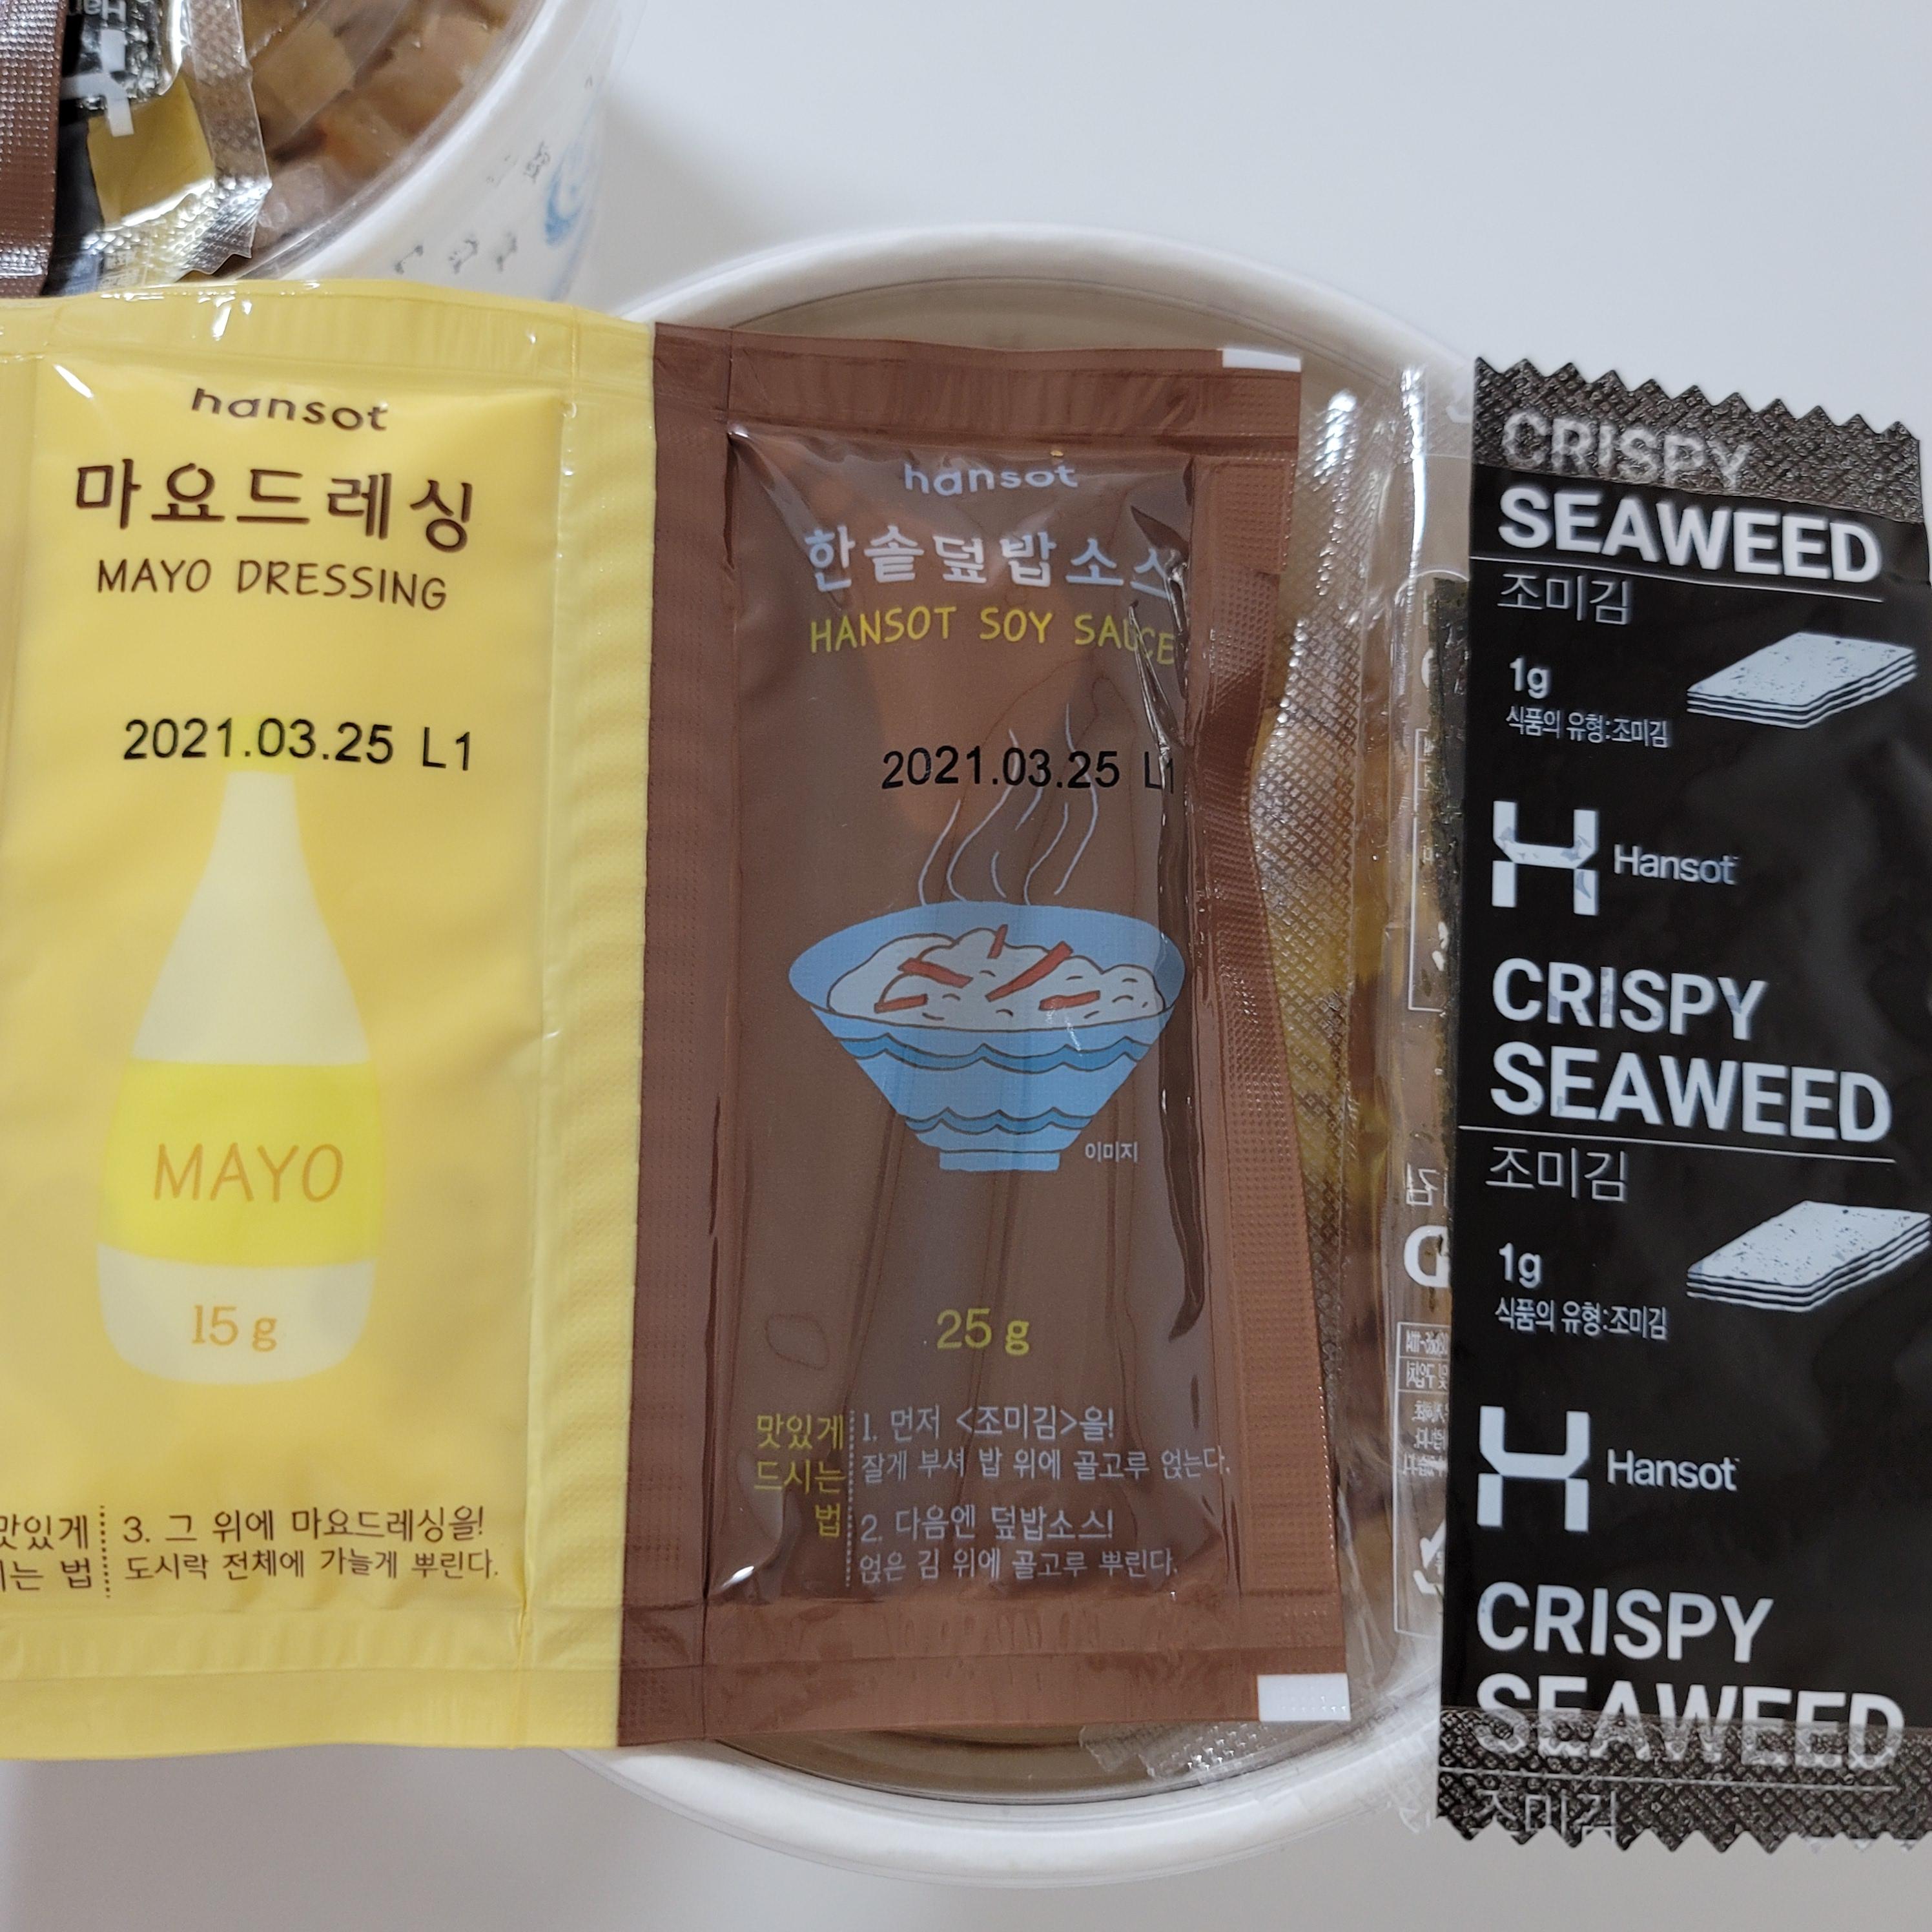 hansot
마요드레싱
MAYO DRESSING
2021.03.25 L1
MAYO
15 g
맛있게
는 법
3. 그 위에 마요드레싱을!
도시락 전체에 가늘게 뿌린다.
hansot
한솥덮밥소스
HANSOT SOY SAUCE
2021.03.25 L1
이미지
25 g
맛있게
드시는
법
1. 먼저 <조미김>을!
잘게 부셔 밥 위에 골고루 얹는다.
2. 다음엔 덮밥소스!
얹은 김 위에 골고루 뿌린다.
CRISPY
SEAWEED
조미김
1g
식품의 유형:조미김
Hansot
CRISPY
SEAWEED
조미김
1g
식품의 유형:조미김
Hansot
CRISPY
SEAWEED
조미김